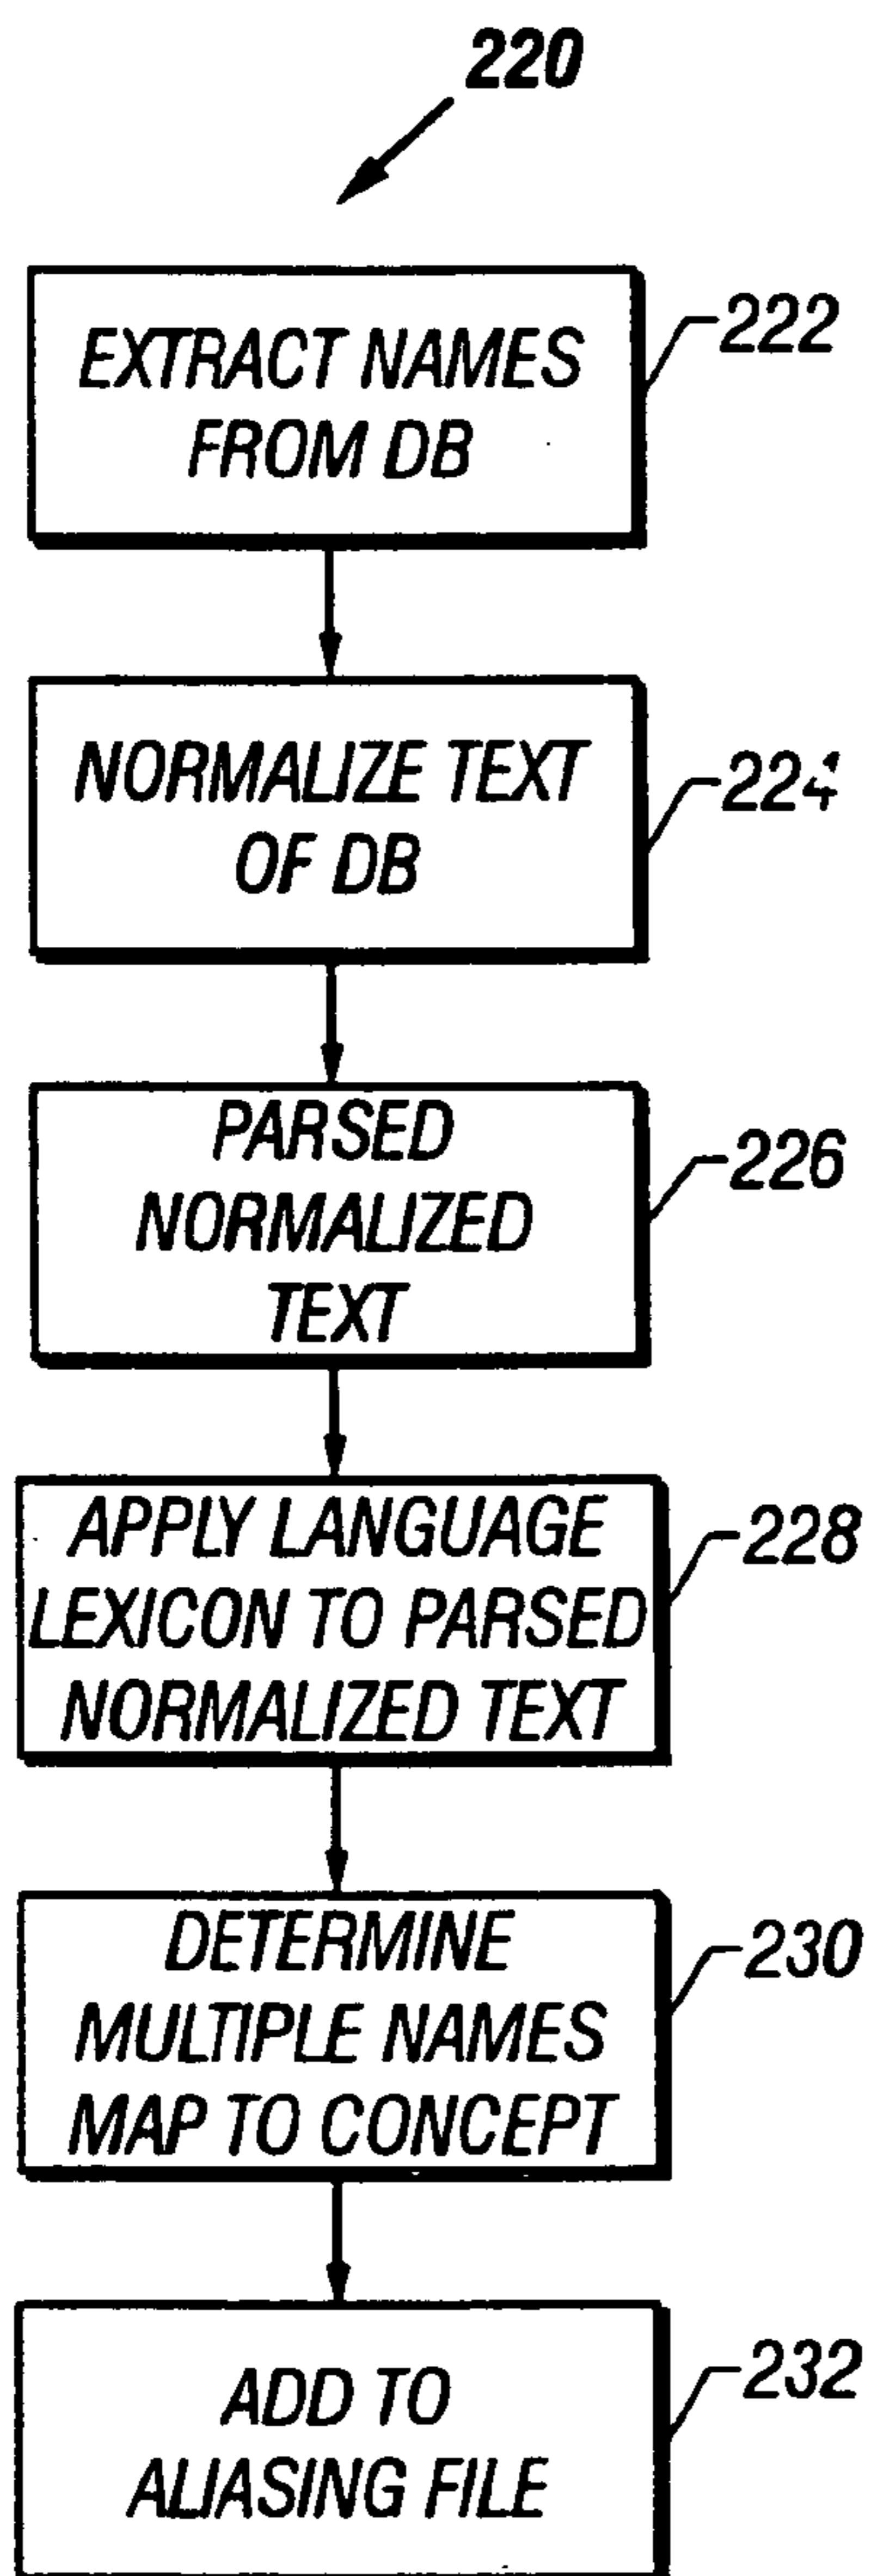 220
EXTRACT NAMES
FROM DB
222
NORMALIZE TEXT
OF DB
224
PARSED
NORMALIZED
TEXT
226
APPLY LANGUAGE
LEXICON TO PARSED
NORMALIZED TEXT
228
DETERMINE
MULTIPLE NAMES
MAP TO CONCEPT
230
ADD TO
ALIASING FILE
232